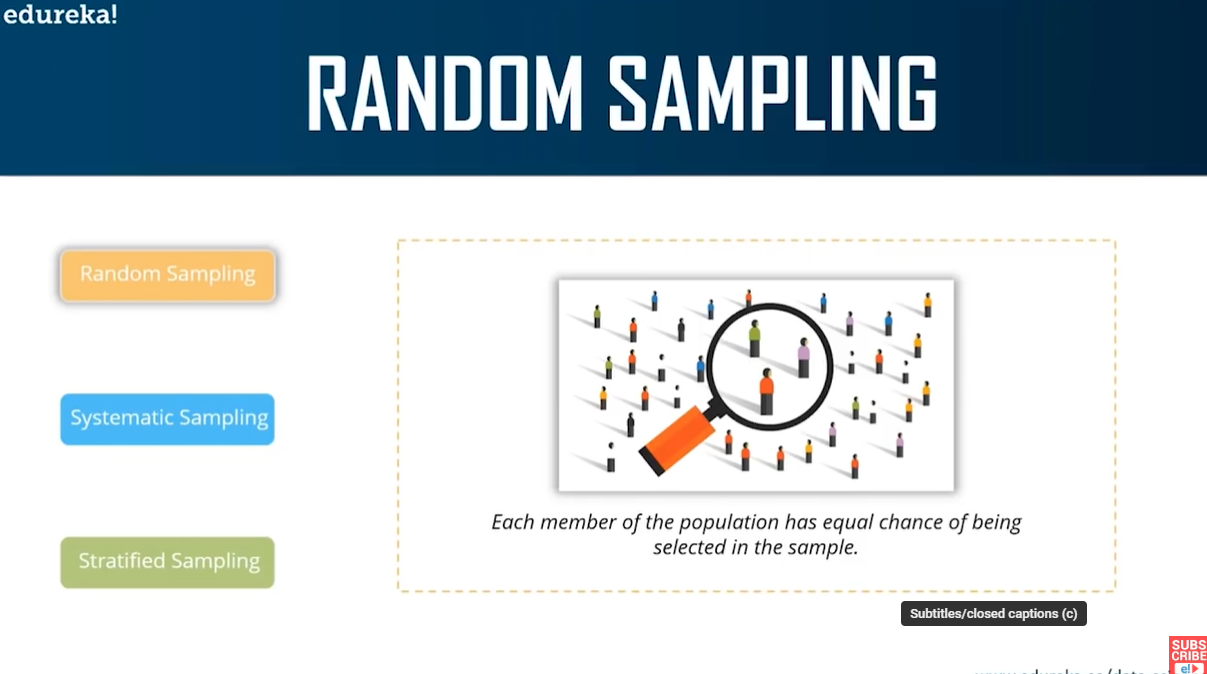 edureka!
RANDOM SAMPLING
Random Sampling
Systematic Sampling
Stratified Sampling
Each member of the population has equal chance of being
selected in the sample.
Subtitles/closed captions (c)
SUBS
CRIBE
e!